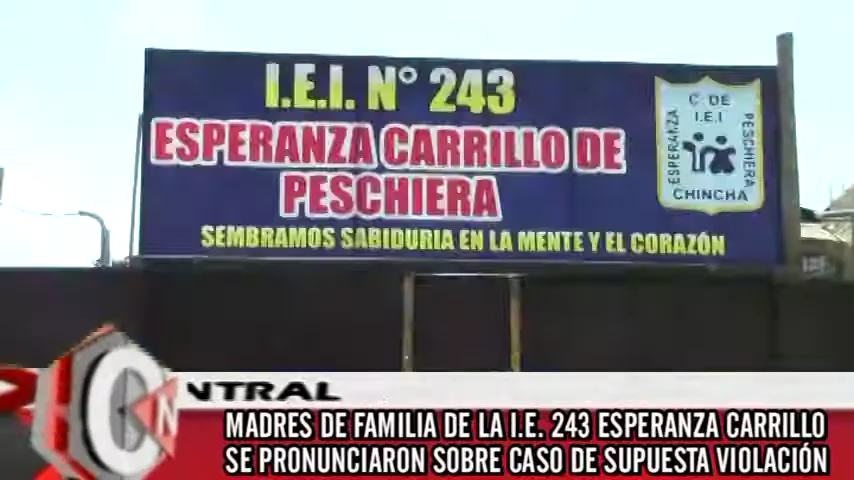 I.E.I. N° 243
ESPERANZA CARRILLO DE
PESCHIERA
SEMBRAMOS SABIDURIA EN LA MENTE Y EL CORAZÓN
C. DE
I.E.I
ESPERANZA
PESCHIERA
CHINCHA
CN
NTRAL
MADRES DE FAMILIA DE LA I.E. 243 ESPERANZA CARRILLO
SE PRONUNCIARON SOBRE CASO DE SUPUESTA VIOLACIÓN